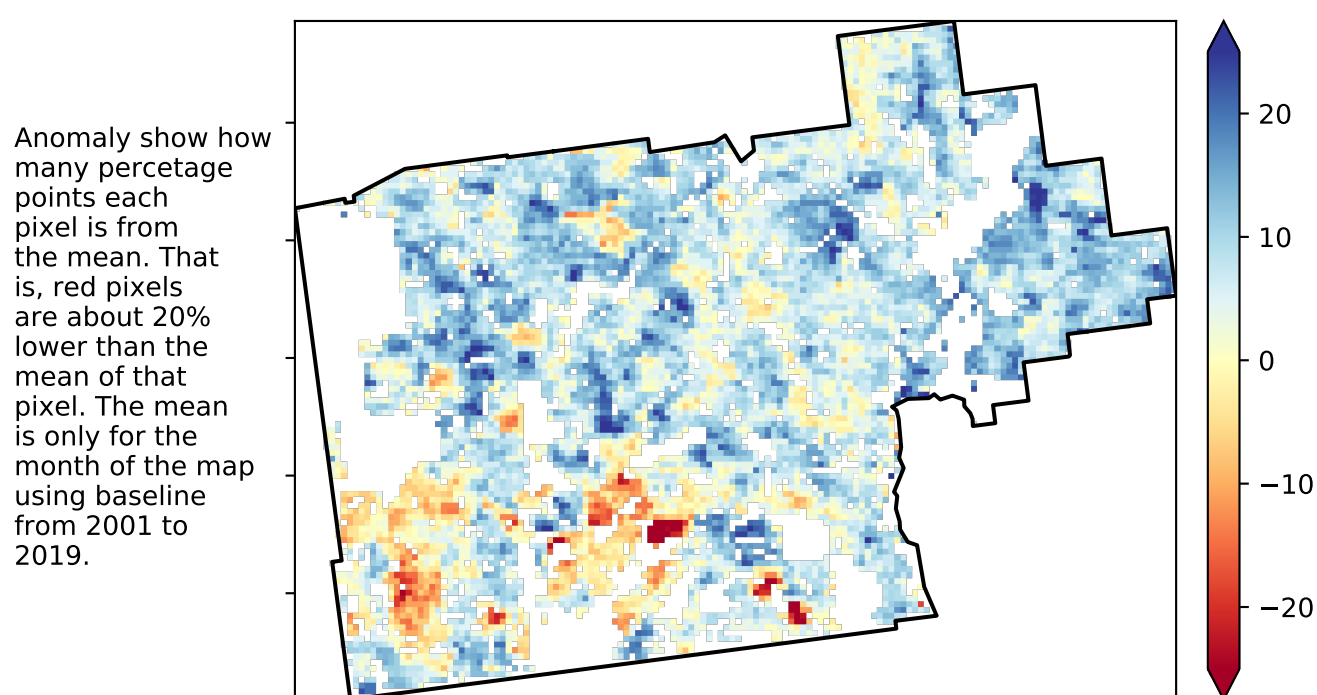 Anomaly show how
many percetage
points each
pixel is from
the mean. That
is, red pixels
are about 20%
lower than the
mean of that
pixel. The mean
is only for the
month of the map
using baseline
from 2001 to
2019.
20
10
0
−10
−20